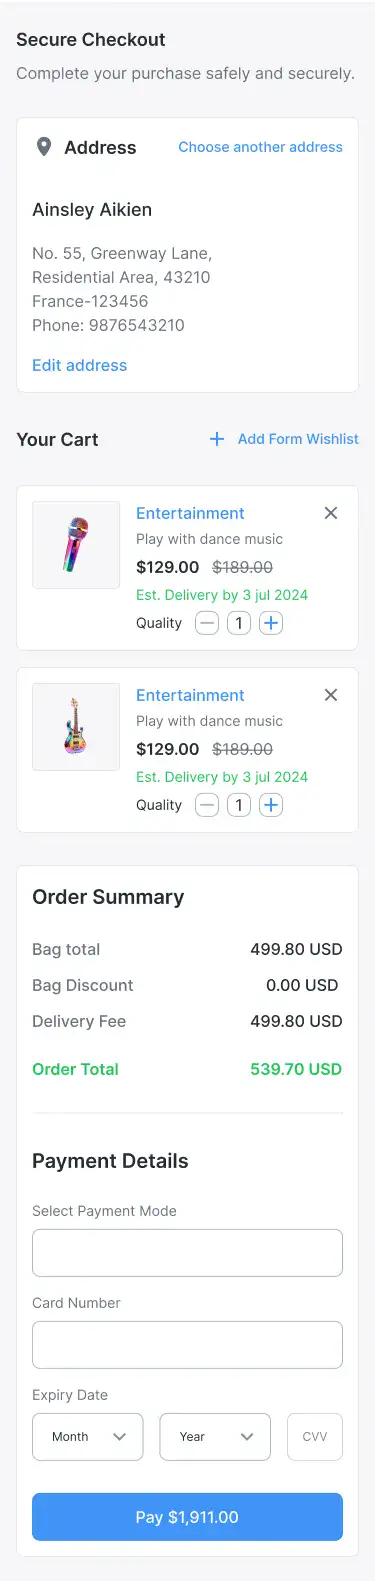 Secure Checkout
Complete your purchase safely and securely.
Address
Choose another address
Ainsley Aikien
No. 55, Greenway Lane,
Residential Area, 43210
France-123456
Phone: 9876543210
Edit address
Your Cart
+ Add Form Wishlist
Entertainment
Play with dance music
$129.00 $189.00
Est. Delivery by 3 jul 2024
Quality 1
Entertainment
Play with dance music
$129.00 $189.00
Est. Delivery by 3 jul 2024
Quality 1
Order Summary
Bag total 499.80 USD
Bag Discount 0.00 USD
Delivery Fee 499.80 USD
Order Total 539.70 USD
Payment Details
Select Payment Mode
Card Number
Expiry Date
Month Year CVV
Pay $1,911.00